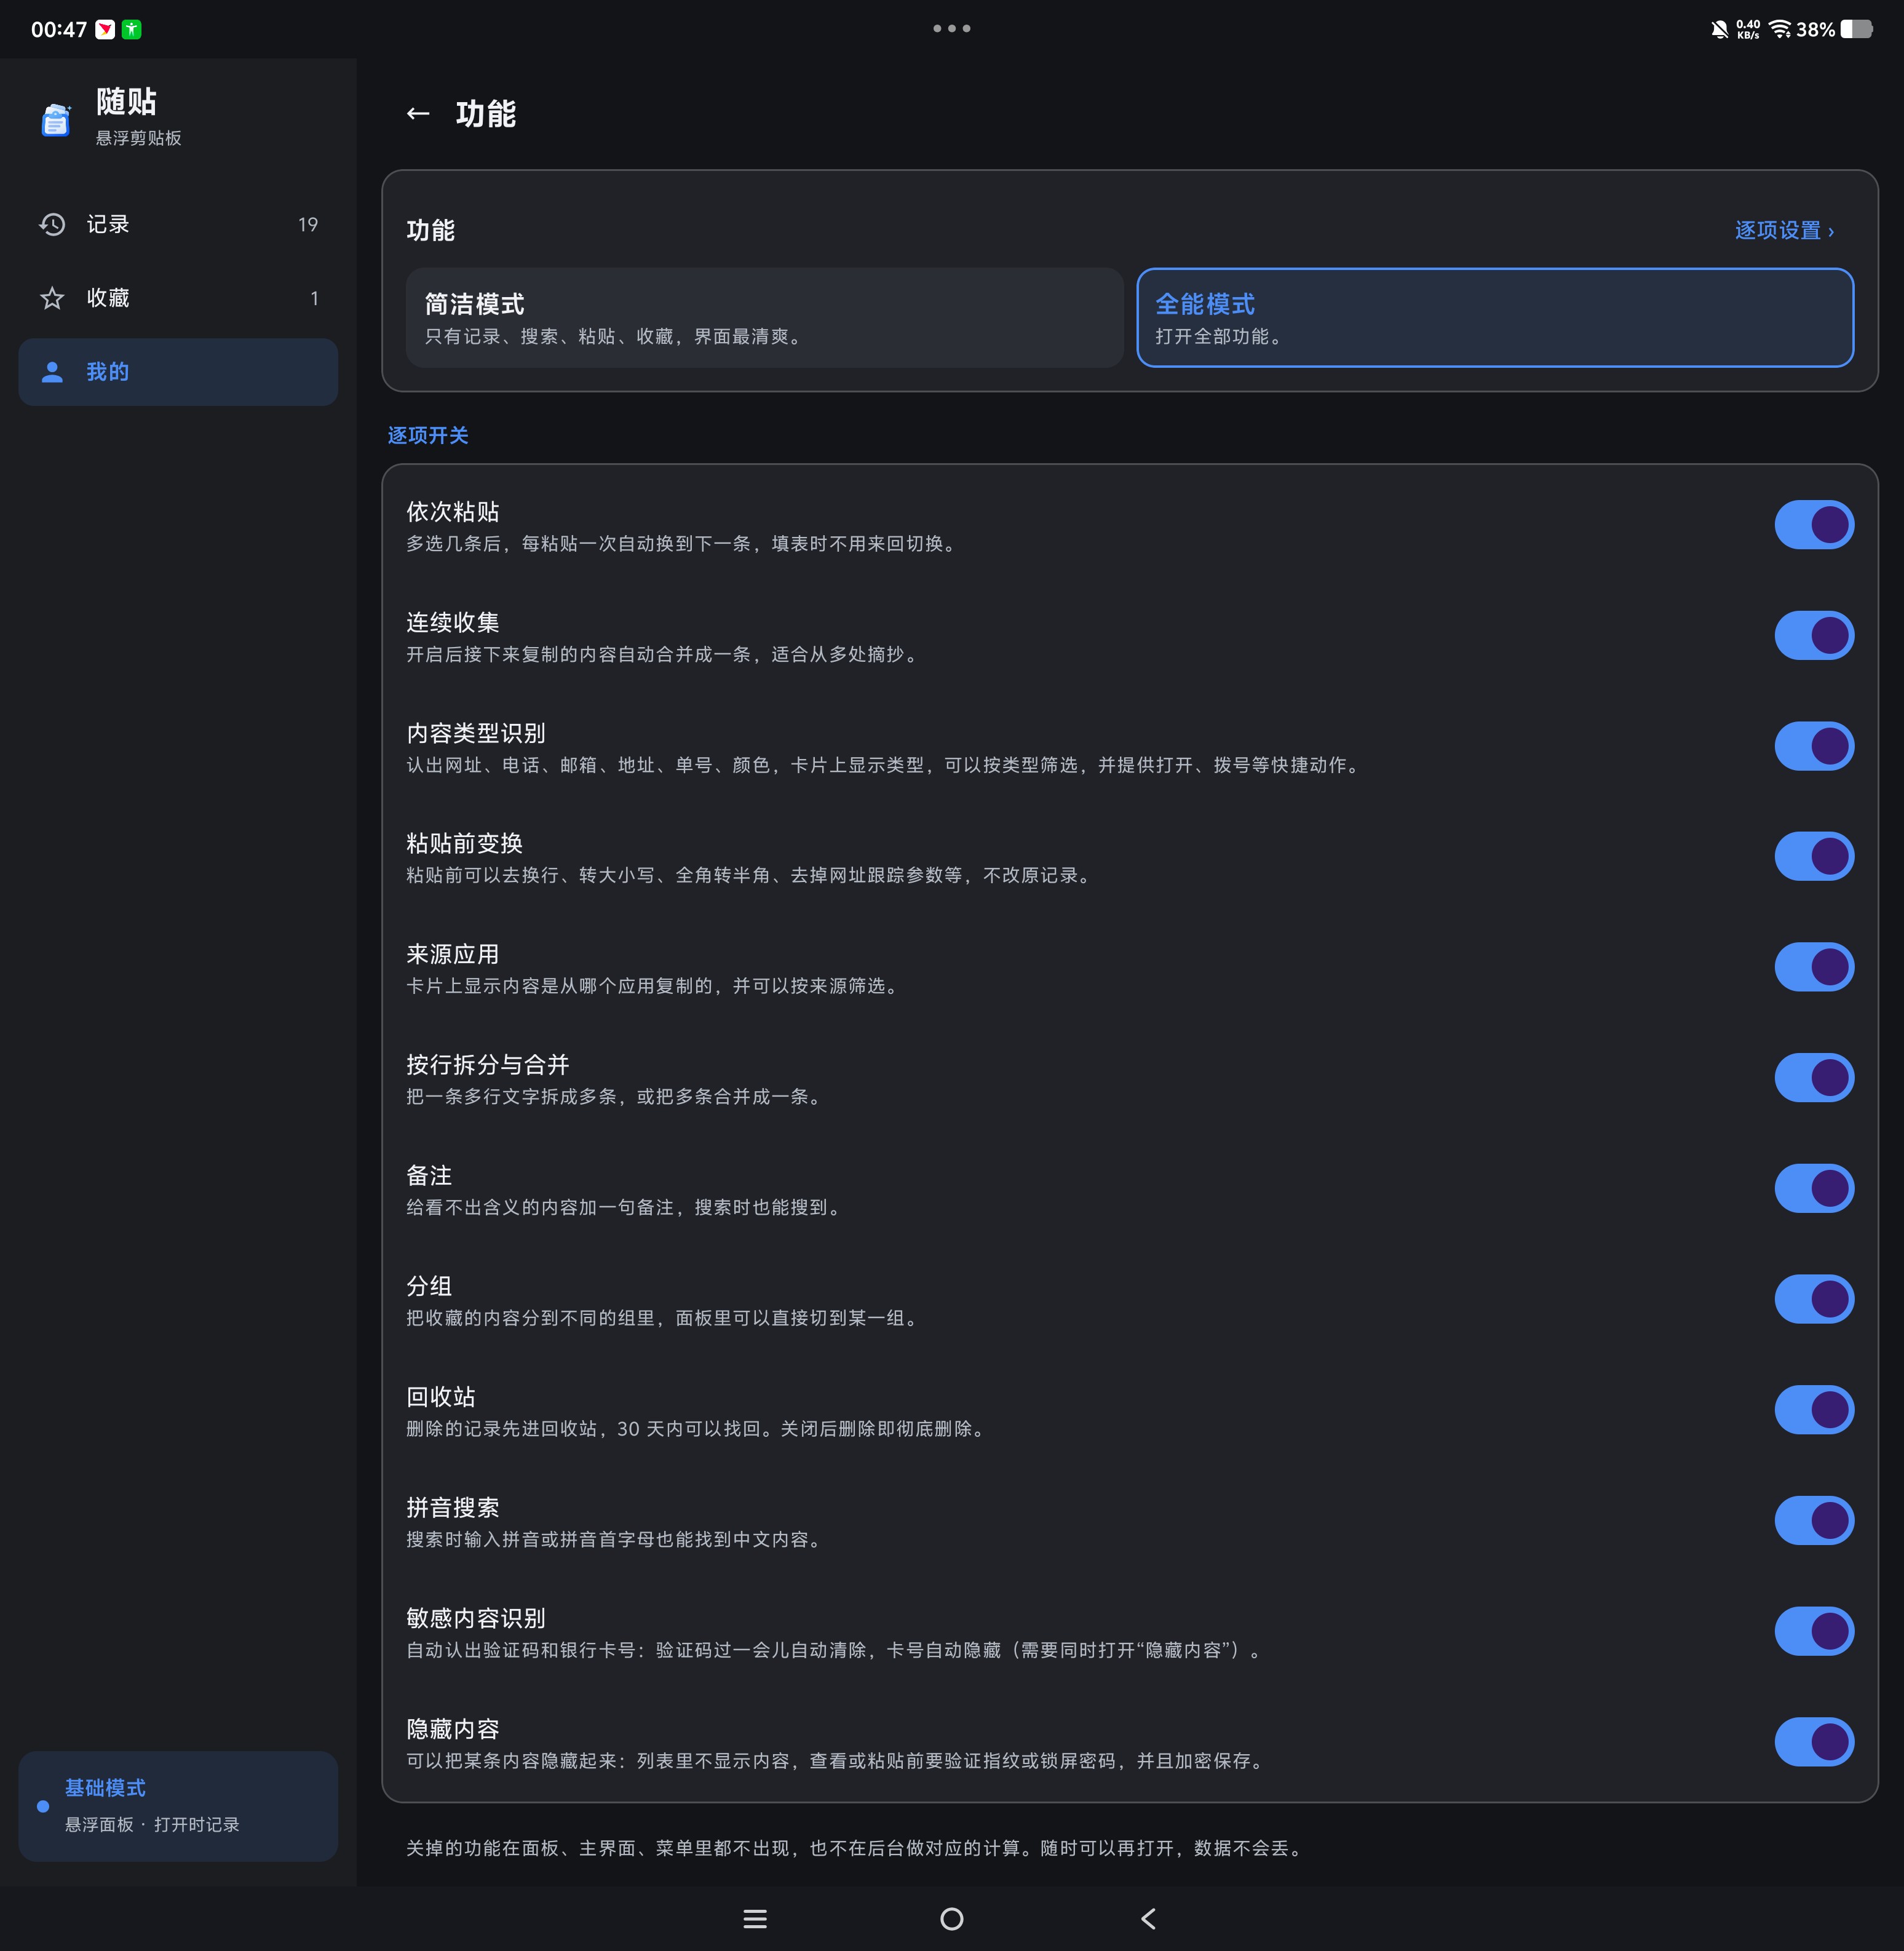 00:47
0.40
KB/s
38%
随贴
悬浮剪贴板
记录
19
收藏
1
我的
基础模式
悬浮面板 · 打开时记录
功能
功能
逐项设置 ›
简洁模式
只有记录、搜索、粘贴、收藏，界面最清爽。
全能模式
打开全部功能。
逐项开关
依次粘贴
多选几条后，每粘贴一次自动换到下一条，填表时不用来回切换。
连续收集
开启后接下来复制的内容自动合并成一条，适合从多处摘抄。
内容类型识别
认出网址、电话、邮箱、地址、单号、颜色，卡片上显示类型，可以按类型筛选，并提供打开、拨号等快捷动作。
粘贴前变换
粘贴前可以去换行、转大小写、全角转半角、去掉网址跟踪参数等，不改原记录。
来源应用
卡片上显示内容是从哪个应用复制的，并可以按来源筛选。
按行拆分与合并
把一条多行文字拆成多条，或把多条合并成一条。
备注
给看不出含义的内容加一句备注，搜索时也能搜到。
分组
把收藏的内容分到不同的组里，面板里可以直接切到某一组。
回收站
删除的记录先进回收站，30 天内可以找回。关闭后删除即彻底删除。
拼音搜索
搜索时输入拼音或拼音首字母也能找到中文内容。
敏感内容识别
自动认出验证码和银行卡号：验证码过一会儿自动清除，卡号自动隐藏（需要同时打开“隐藏内容”）。
隐藏内容
可以把某条内容隐藏起来：列表里不显示内容，查看或粘贴前要验证指纹或锁屏密码，并且加密保存。
关掉的功能在面板、主界面、菜单里都不出现，也不在后台做对应的计算。随时可以再打开，数据不会丢。